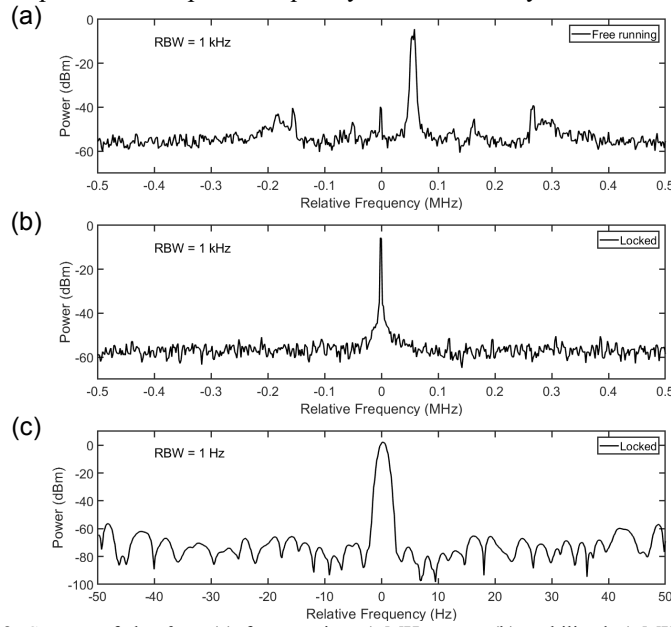 (a)
0
-20
-40
-60
Power (dBm)
RBW = 1 kHz
Free running
-0.5 -0.4 -0.3 -0.2 -0.1 0 0.1 0.2 0.3 0.4 0.5
Relative Frequency (MHz)
(b)
0
-20
-40
-60
Power (dBm)
RBW = 1 kHz
Locked
-0.5 -0.4 -0.3 -0.2 -0.1 0 0.1 0.2 0.3 0.4 0.5
Relative Frequency (MHz)
(c)
0
-20
-40
-60
-80
-100
Power (dBm)
RBW = 1 Hz
Locked
-50 -40 -30 -20 -10 0 10 20 30 40 50
Relative Frequency (Hz)